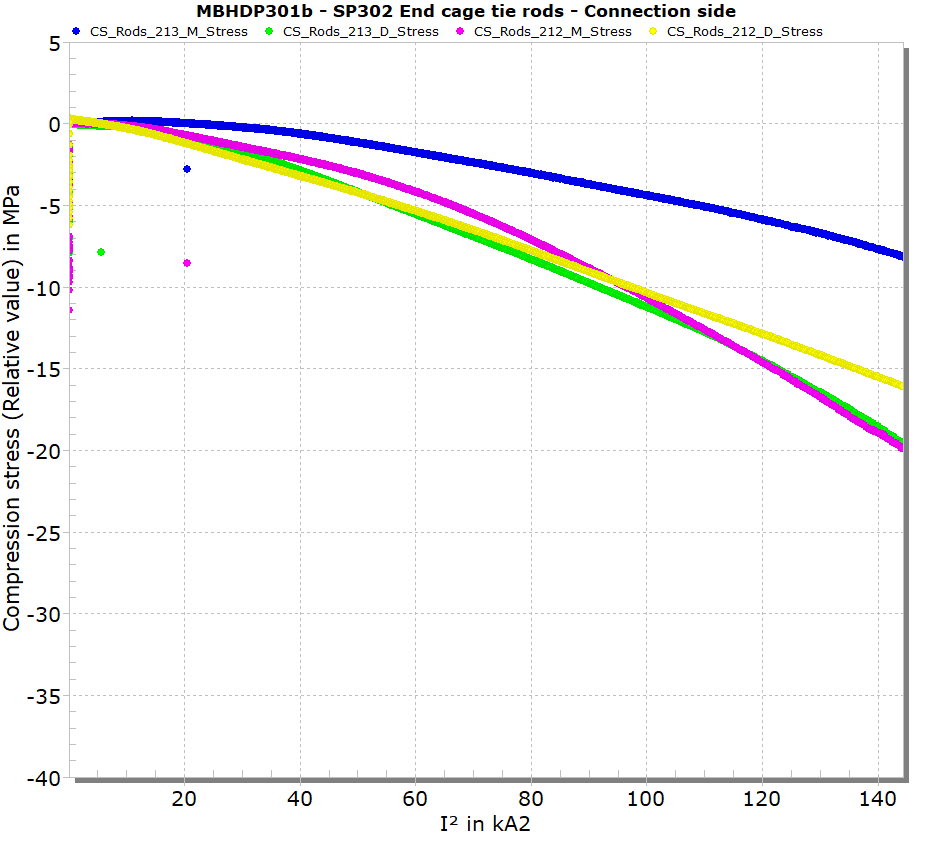 MBHDP301b - SP302 End cage tie rods - Connection side
CS_Rods_213_M_Stress CS_Rods_213_D_Stress CS_Rods_212_M_Stress CS_Rods_212_D_Stress
Compression stress (Relative value) in MPa
5
0
-5
-10
-15
-20
-25
-30
-35
-40
20 40 60 80 100 120 140
I² in kA2